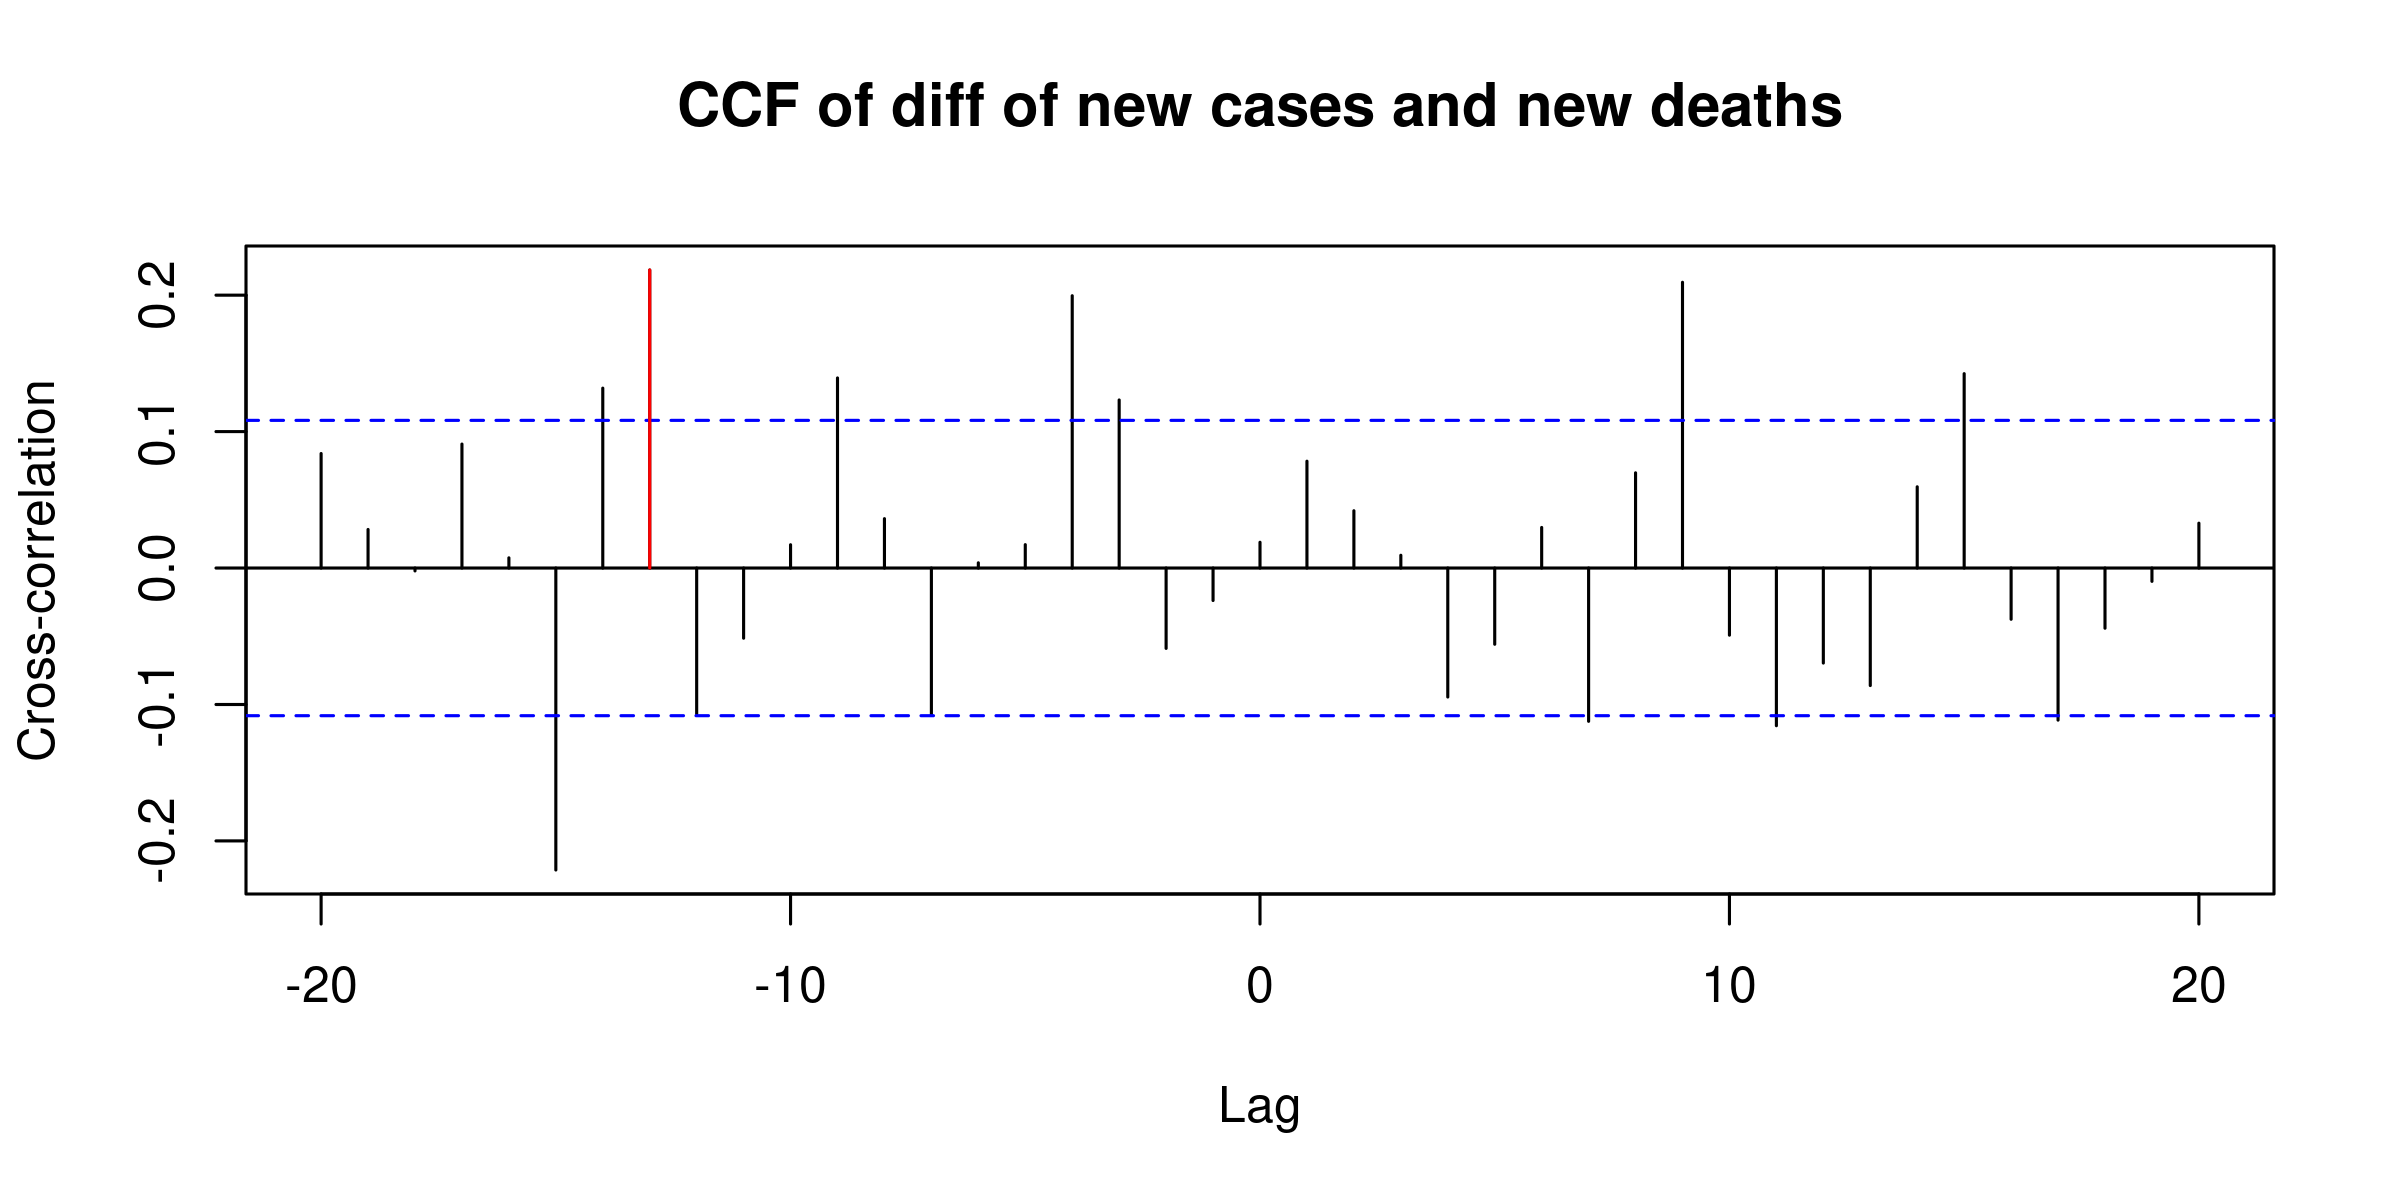 CCF of diff of new cases and new deaths
Cross-correlation
0.2
0.1
0.0
-0.1
-0.2
-20 -10 0 10 20
Lag